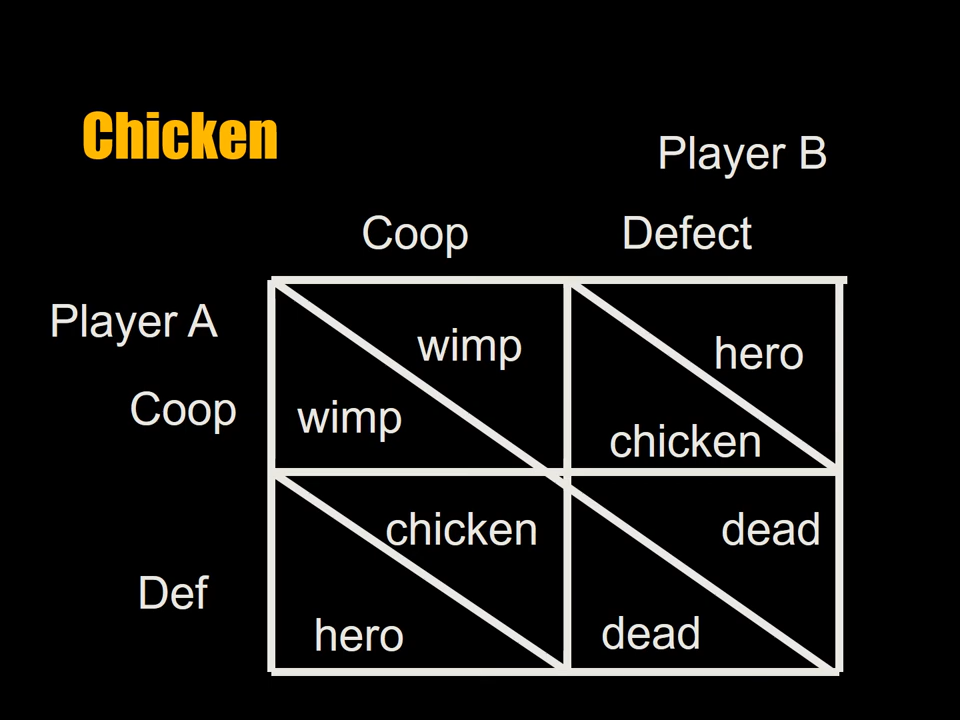 Chicken
Player B
Coop Defect
Player A
wimp hero
Coop wimp chicken
chicken dead
Def
hero dead